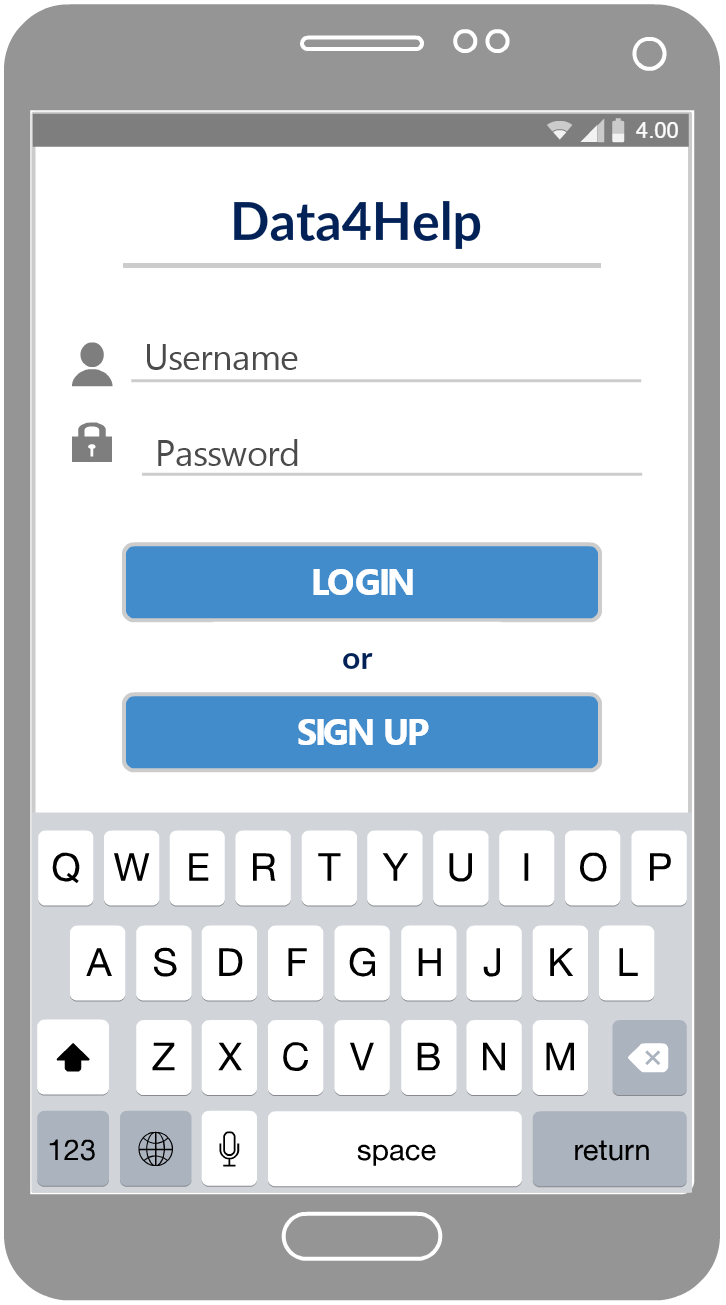 4.00
Data4Help
Username
Password
LOGIN
or
SIGN UP
Q W E R T Y U I O P
A S D F G H J K L
Z X C V B N M
123 space return